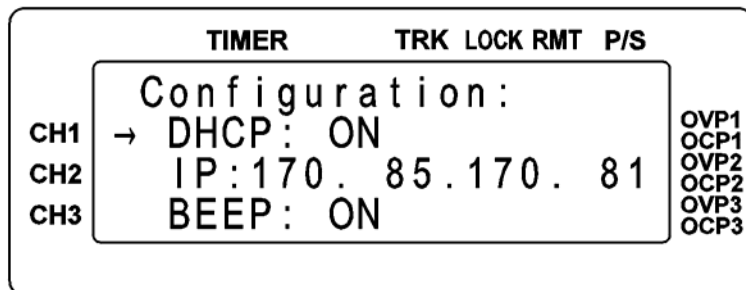 TIMER TRK LOCK RMT P/S
Configuration:
CH1 → DHCP: ON OVP1
OCP1
CH2 IP:170. 85.170. 81 OVP2
OCP2
CH3 BEEP: ON OVP3
OCP3